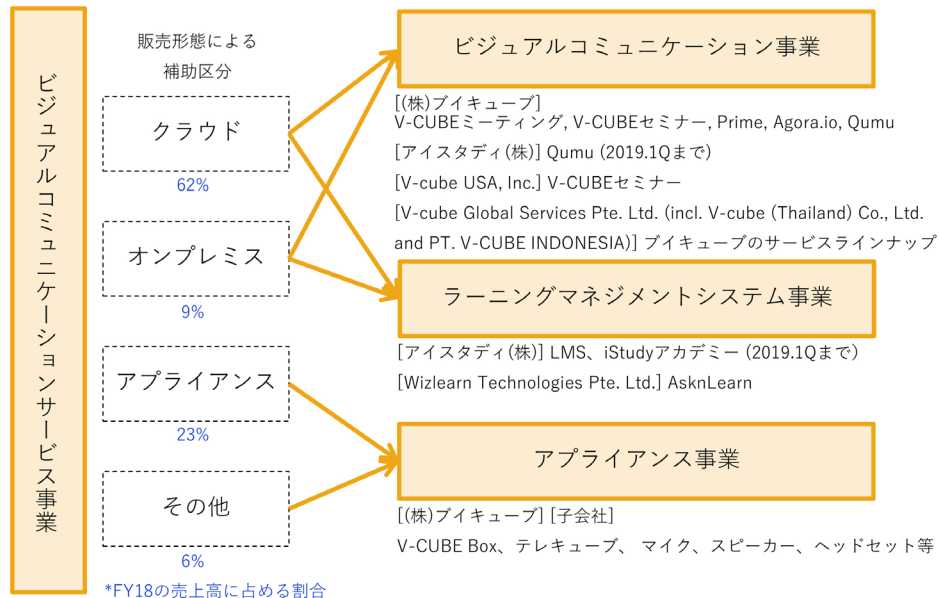 ビジュアルコミュニケーションサービス事業
販売形態による
補助区分
クラウド
62%
オンプレミス
9%
アプライアンス
23%
その他
6%
*FY18の売上高に占める割合
ビジュアルコミュニケーション事業
[(株)ブイキューブ]
V-CUBEミーティング, V-CUBEセミナー, Prime, Agora.io, Qumu
[アイスタディ(株)] Qumu (2019.1Qまで)
[V-cube USA, Inc.] V-CUBEセミナー
[V-cube Global Services Pte. Ltd. (incl. V-cube (Thailand) Co., Ltd.
and PT. V-CUBE INDONESIA)] ブイキューブのサービスラインナップ
ラーニングマネジメントシステム事業
[アイスタディ(株)] LMS、iStudyアカデミー (2019.1Qまで)
[Wizlearn Technologies Pte. Ltd.] AsknLearn
アプライアンス事業
[(株)ブイキューブ] [子会社]
V-CUBE Box、テレキューブ、 マイク、スピーカー、ヘッドセット等